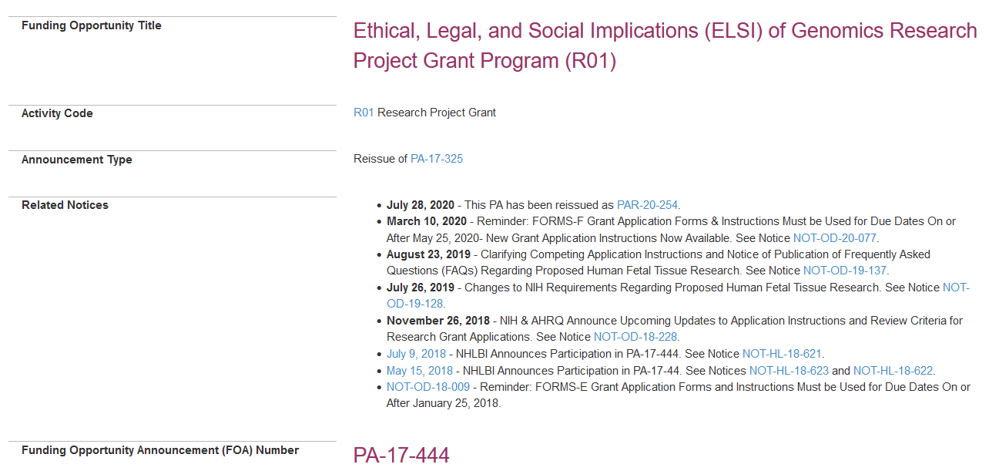 Funding Opportunity Title
Ethical, Legal, and Social Implications (ELSI) of Genomics Research
Project Grant Program (R01)
Activity Code
R01 Research Project Grant
Announcement Type
Reissue of PA-17-325
Related Notices
• July 28, 2020 - This PA has been reissued as PAR-20-254.
• March 10, 2020 - Reminder: FORMS-F Grant Application Forms & Instructions Must be Used for Due Dates On or
After May 25, 2020- New Grant Application Instructions Now Available. See Notice NOT-OD-20-077.
• August 23, 2019 - Clarifying Competing Application Instructions and Notice of Publication of Frequently Asked
Questions (FAQs) Regarding Proposed Human Fetal Tissue Research. See Notice NOT-OD-19-137.
• July 26, 2019 - Changes to NIH Requirements Regarding Proposed Human Fetal Tissue Research. See Notice NOT-
OD-19-128.
• November 26, 2018 - NIH & AHRQ Announce Upcoming Updates to Application Instructions and Review Criteria for
Research Grant Applications. See Notice NOT-OD-18-228.
• July 9, 2018 - NHLBI Announces Participation in PA-17-444. See Notice NOT-HL-18-621.
• May 15, 2018 - NHLBI Announces Participation in PA-17-44. See Notices NOT-HL-18-623 and NOT-HL-18-622.
• NOT-OD-18-009 - Reminder: FORMS-E Grant Application Forms and Instructions Must be Used for Due Dates On or
After January 25, 2018.
Funding Opportunity Announcement (FOA) Number
PA-17-444